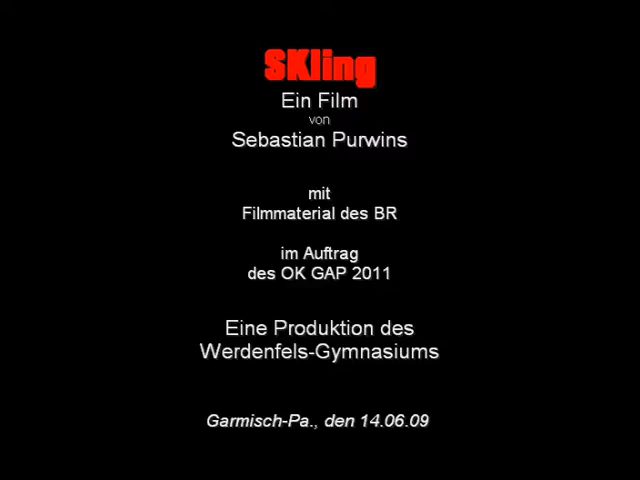 SKIing
Ein Film
von
Sebastian Purwins
mit
Filmmaterial des BR
im Auftrag
des OK GAP 2011
Eine Produktion des
Werdenfels-Gymnasiums
Garmisch-Pa., den 14.06.09